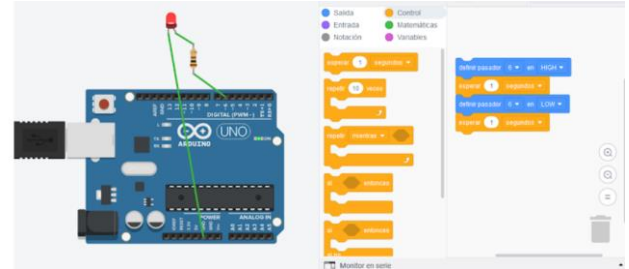 Salida
Control
Entrada
Matemáticas
Notación
Variables
esperar 1 segundos
repetir 10 veces
repetir mientras
si entonces
si entonces
definir pasador 6 en HIGH
esperar 1 segundos
definir pasador 6 en LOW
esperar 1 segundos
Monitor en serie
DIGITAL (PWM~)
UNO
ARDUINO
POWER
ANALOG IN